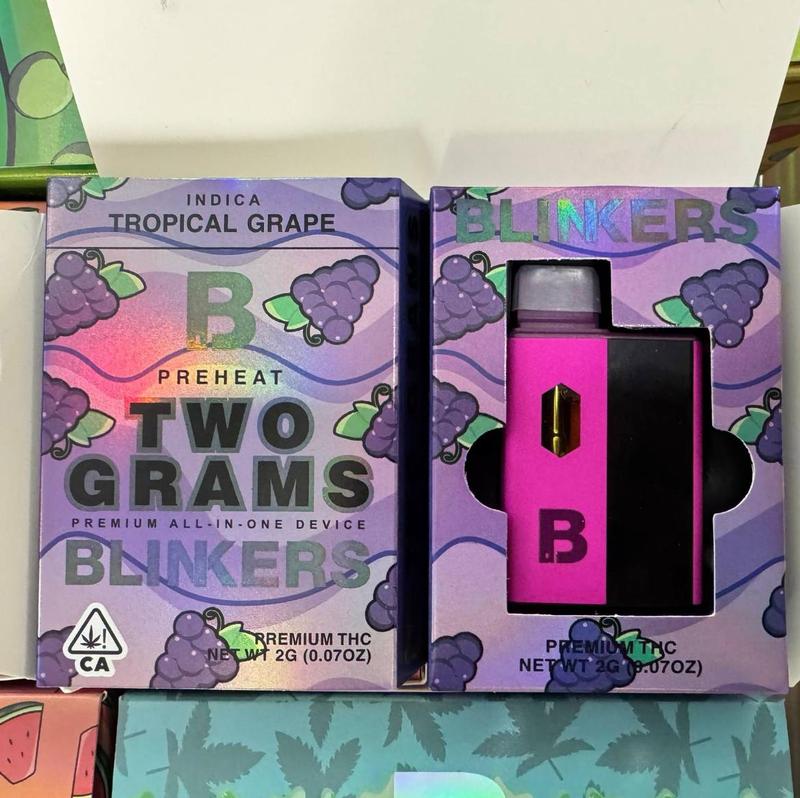 INDICA
TROPICAL GRAPE
B
PREHEAT
TWO
GRAMS
PREMIUM ALL-IN-ONE DEVICE
BLINKERS
CA
PREMIUM THC
NET WT 2G (0.07OZ)
BLINKERS
B
PREMIUM THC
NET WT 2G (0.07OZ)